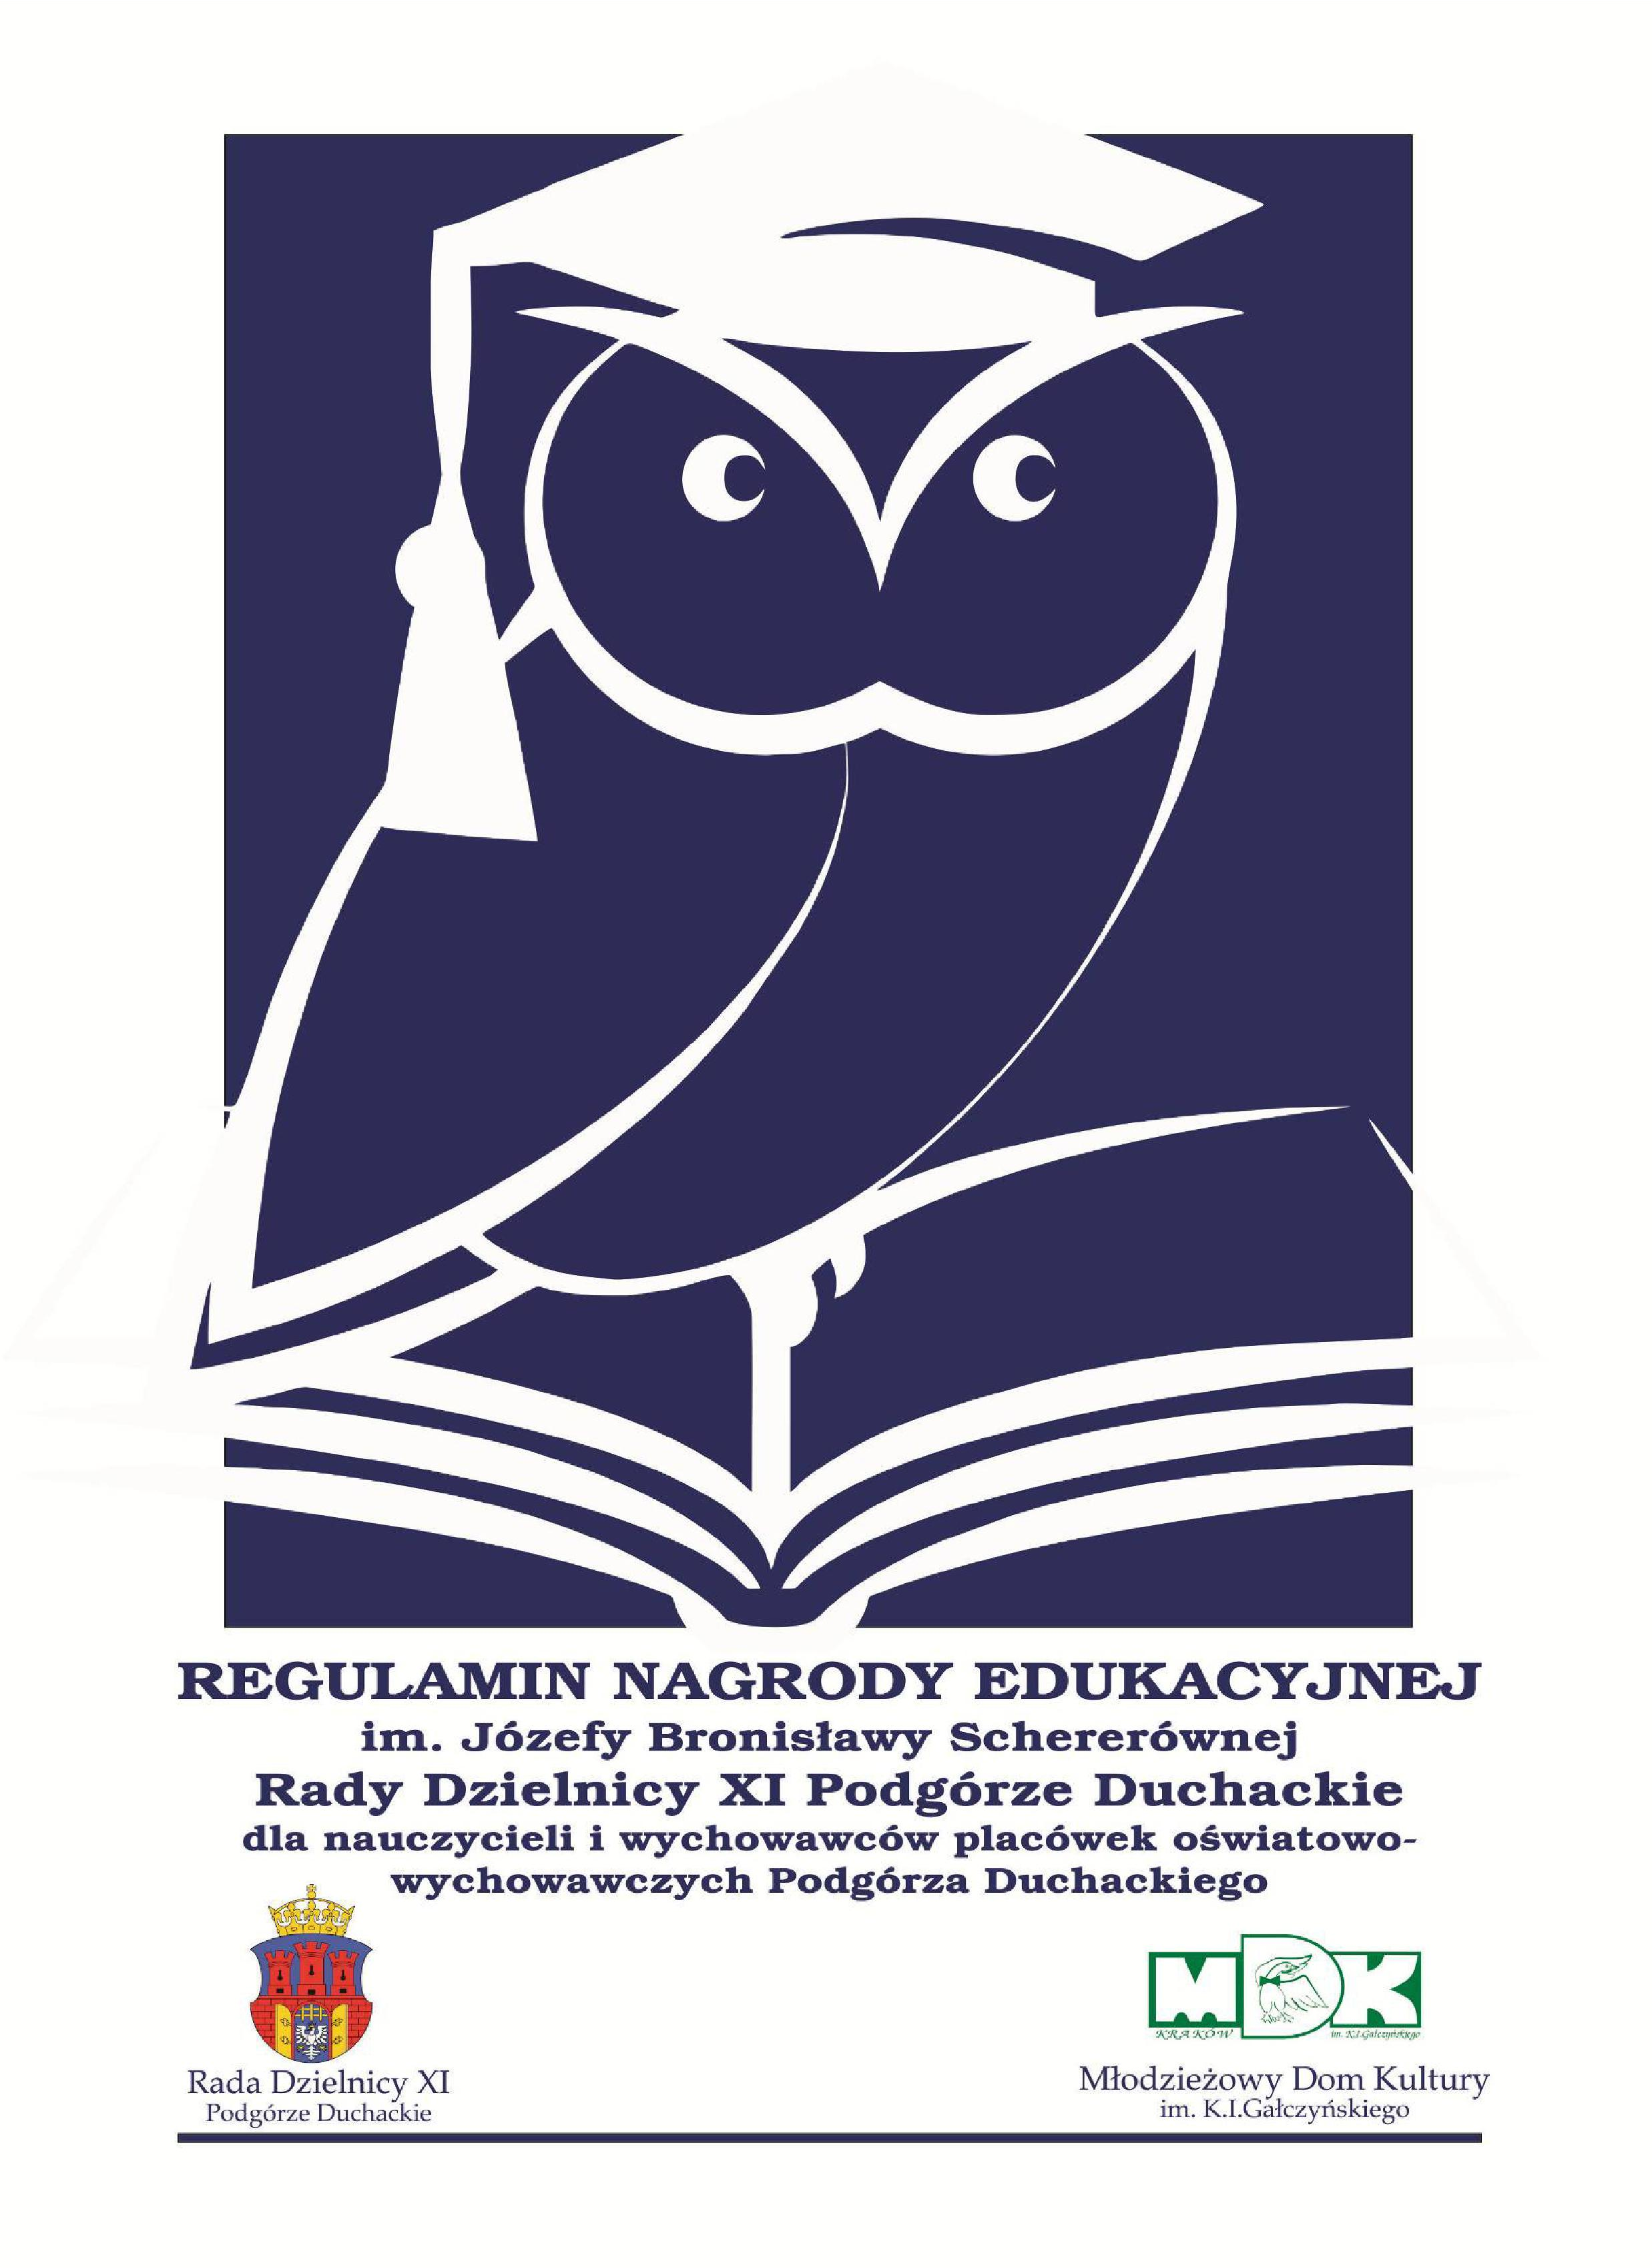 REGULAMIN NAGRODY EDUKACYJNEJ
im. Józefy Bronisławy Schererównej
Rady Dzielnicy XI Podgórze Duchackie
dla nauczycieli i wychowawców placówek oświatowo-
wychowawczych Podgórza Duchackiego
MDK
KRAKÓW
im. K.I.Gałczyńskiego
Rada Dzielnicy XI
Podgórze Duchackie
Młodzieżowy Dom Kultury
im. K.I.Gałczyńskiego